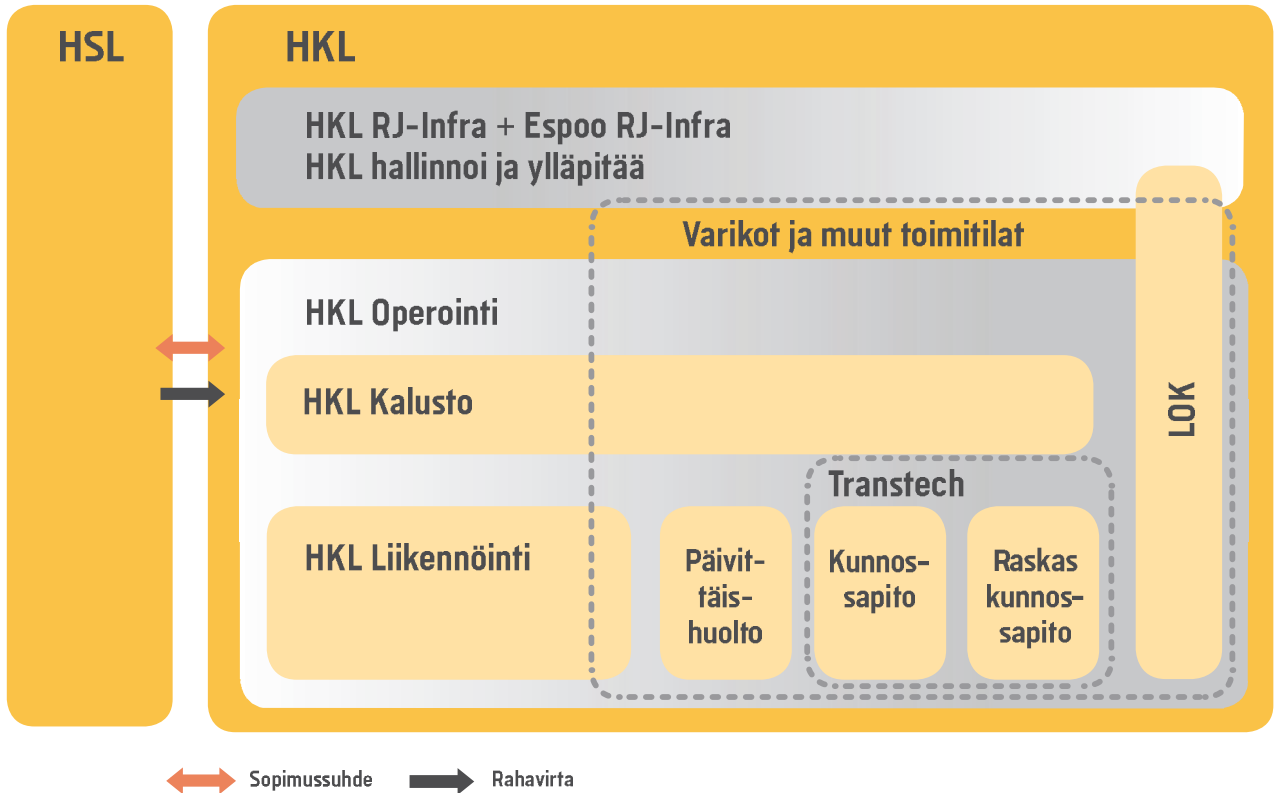 HSL
HKL
HKL RJ-Infra + Espoo RJ-Infra
HKL hallinnoi ja ylläpitää
Varikot ja muut toimitilat
HKL Operointi
HKL Kalusto
LOK
Transtech
HKL Liikennöinti
Päivit-
täis-
huolto
Kunnos-
sapito
Raskas
kunnos-
sapito
Sopimussuhde
Rahavirta